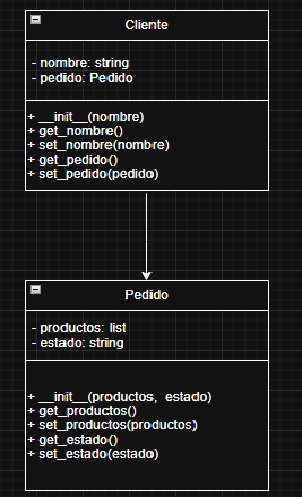 Cliente
- nombre: string
- pedido: Pedido
+ __init__(nombre)
+ get_nombre()
+ set_nombre(nombre)
+ get_pedido()
+ set_pedido(pedido)
Pedido
- productos: list
- estado: string
+ __init__(productos, estado)
+ get_productos()
+ set_productos(productos)
+ get_estado()
+ set_estado(estado)